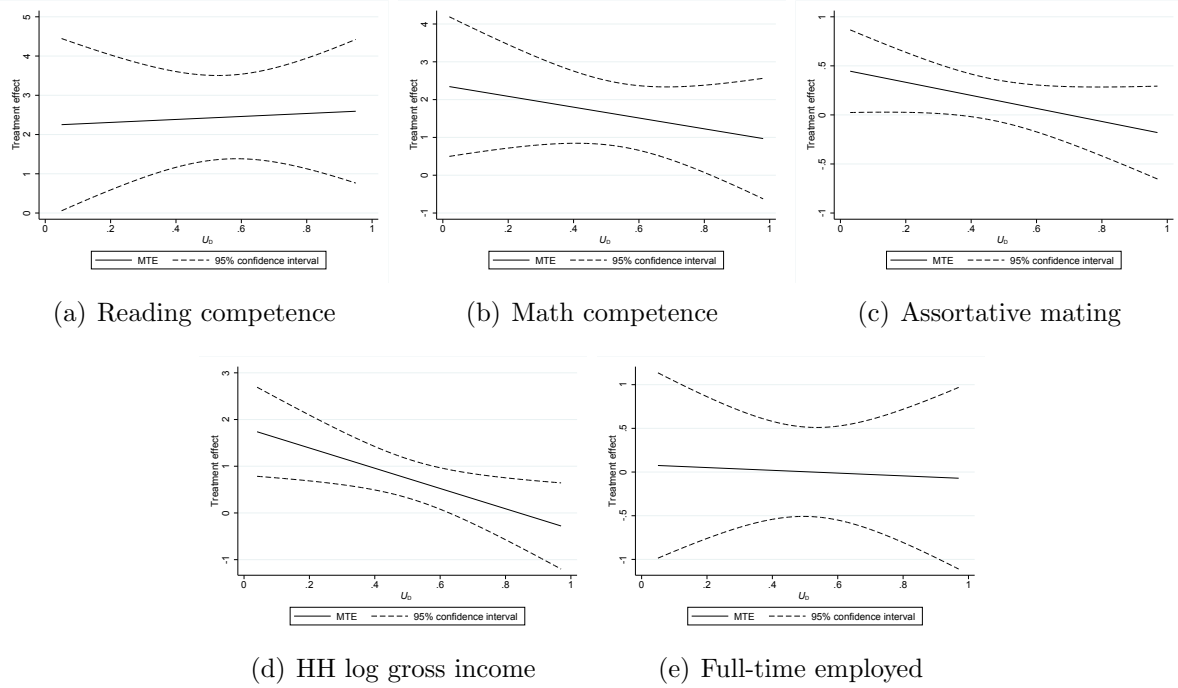 Treatment effect
5
4
3
2
1
0
0 .2 .4 .6 .8 1
U_D
MTE 95% confidence interval
(a) Reading competence
Treatment effect
4
3
2
1
0
-1
0 .2 .4 .6 .8 1
U_D
MTE 95% confidence interval
(b) Math competence
Treatment effect
1
.5
0
-.5
-1
0 .2 .4 .6 .8 1
U_D
MTE 95% confidence interval
(c) Assortative mating
Treatment effect
3
2
1
0
-1
0 .2 .4 .6 .8 1
U_D
MTE 95% confidence interval
(d) HH log gross income
Treatment effect
1
.5
0
-.5
-1
0 .2 .4 .6 .8 1
U_D
MTE 95% confidence interval
(e) Full-time employed